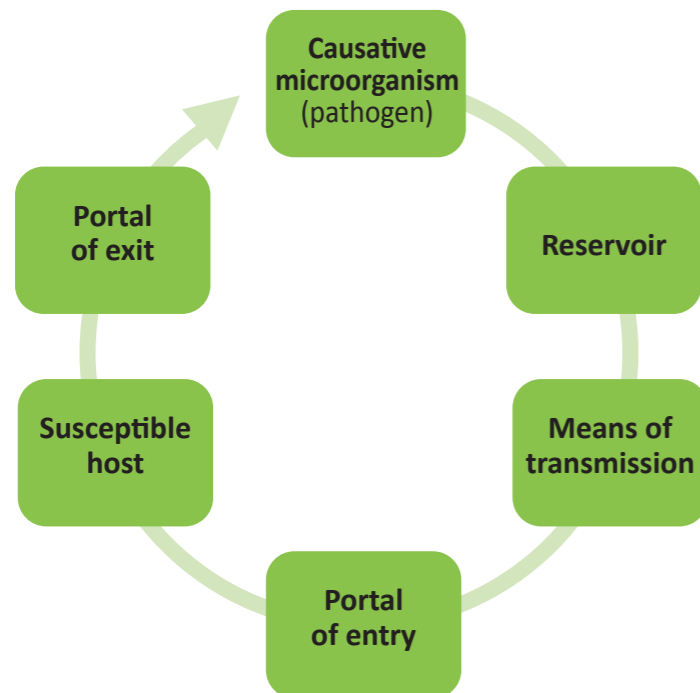 Causative
microorganism
(pathogen)
Reservoir
Means of
transmission
Portal
of entry
Susceptible
host
Portal
of exit